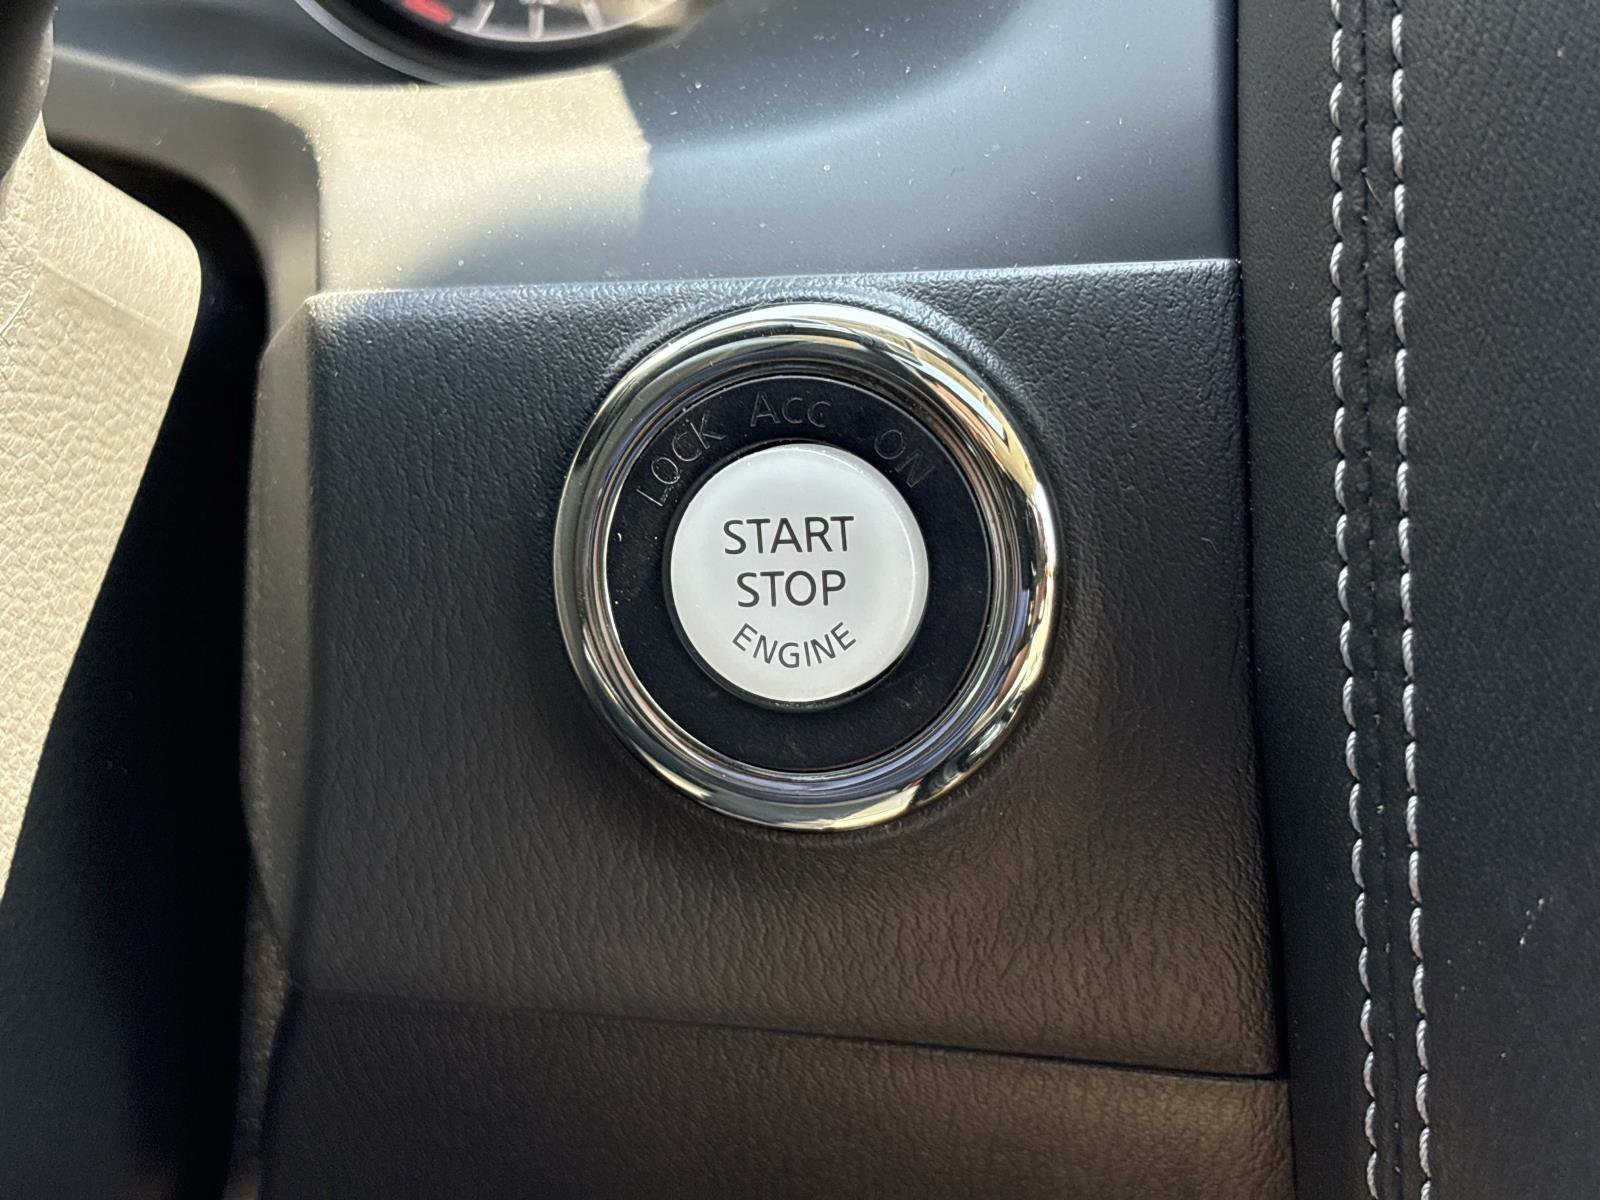 LOCK ACC ON
START
STOP
ENGINE